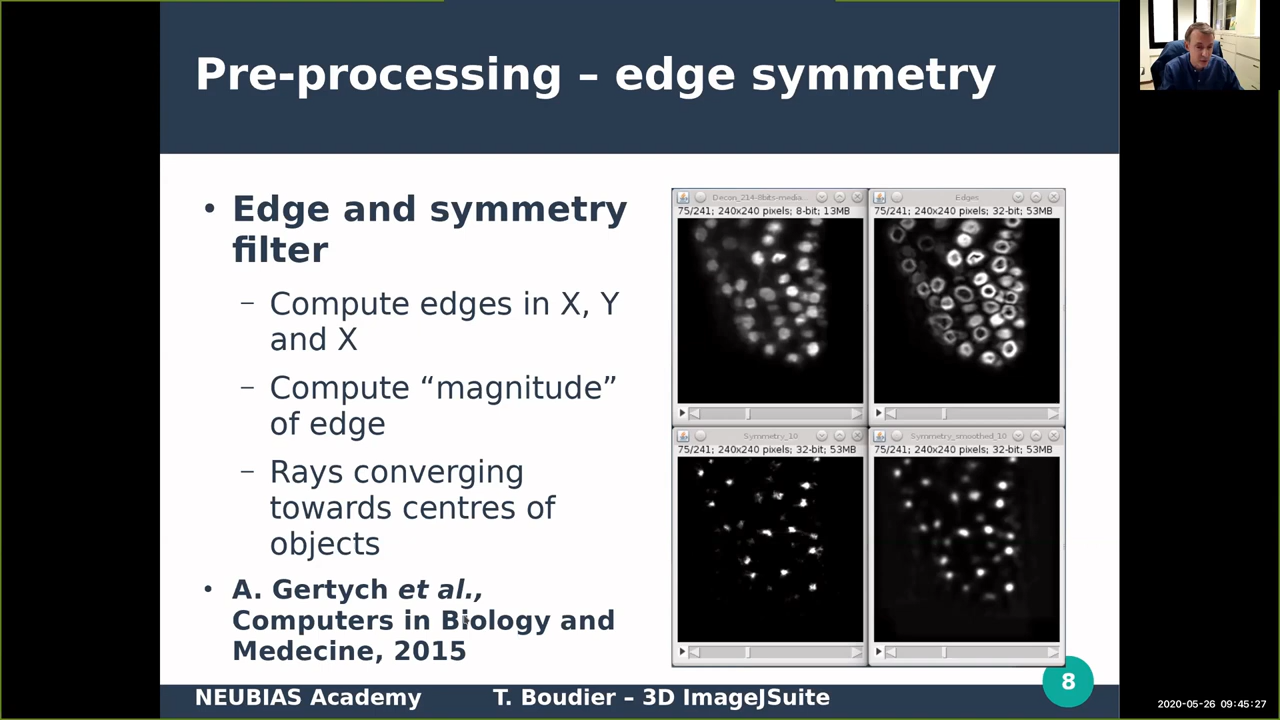 Pre-processing – edge symmetry
• Edge and symmetry
filter
– Compute edges in X, Y
and X
– Compute “magnitude”
of edge
– Rays converging
towards centres of
objects
• A. Gertych et al.,
Computers in Biology and
Medecine, 2015
Decon_214-8bits-media...
75/241; 240x240 pixels; 8-bit; 13MB
Edges
75/241; 240x240 pixels; 32-bit; 53MB
Symmetry_10
75/241; 240x240 pixels; 32-bit; 53MB
Symmetry_smoothed_10
75/241; 240x240 pixels; 32-bit; 53MB
NEUBIAS Academy
T. Boudier – 3D ImageJSuite
8
2020-05-26 09:45:27